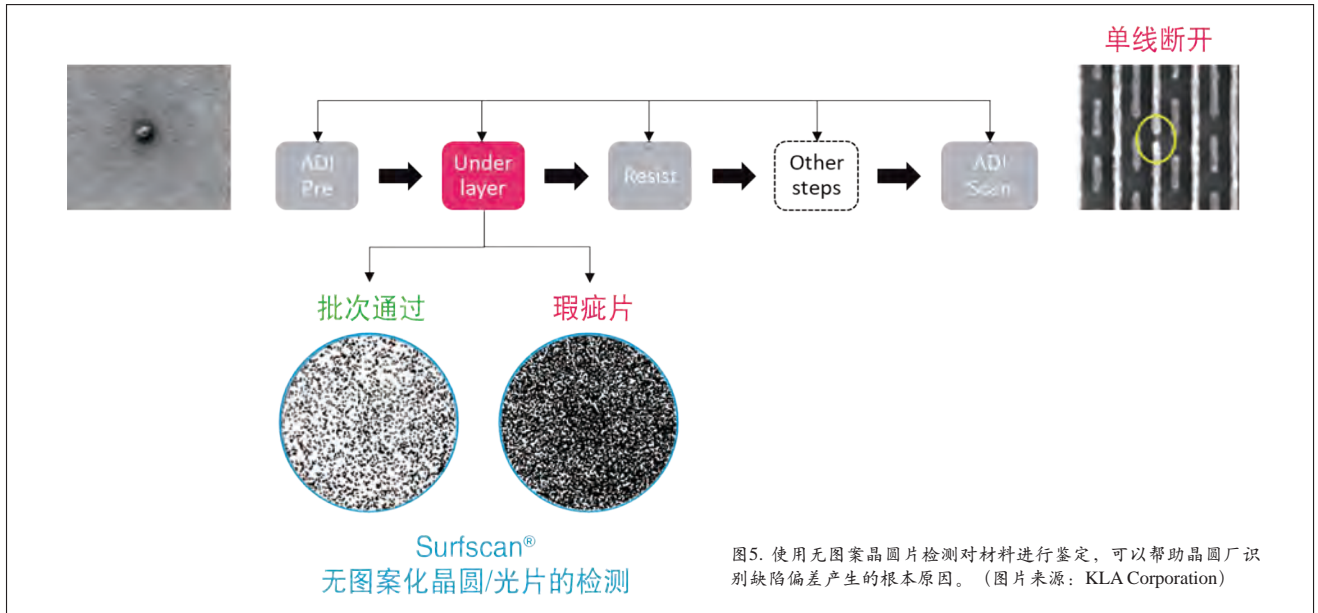 单线断开
ADI
Pre
Under
layer
Resist
Other
steps
ADI
Scan
批次通过
瑕疵片
Surfscan®
无图案化晶圆/光片的检测
图5. 使用无图案晶圆片检测对材料进行鉴定，可以帮助晶圆厂识
别缺陷偏差产生的根本原因。（图片来源：KLA Corporation）